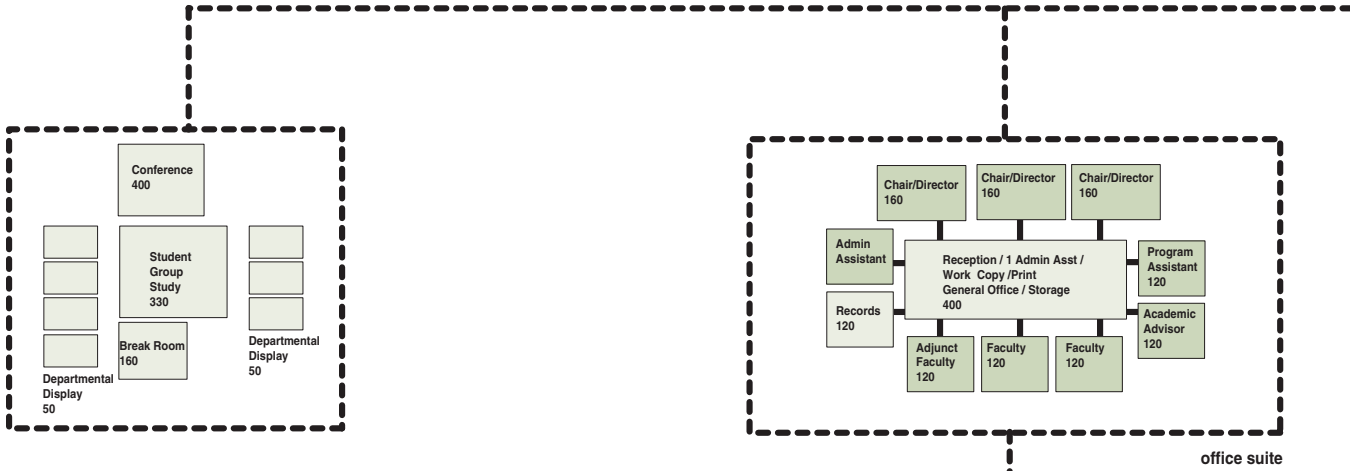 Conference
400
Student
Group
Study
330
Break Room
160
Departmental
Display
50
Departmental
Display
50
Chair/Director
160
Chair/Director
160
Chair/Director
160
Admin
Assistant
Reception / 1 Admin Asst /
Work Copy /Print
General Office / Storage
400
Program
Assistant
120
Records
120
Academic
Advisor
120
Adjunct
Faculty
120
Faculty
120
Faculty
120
office suite